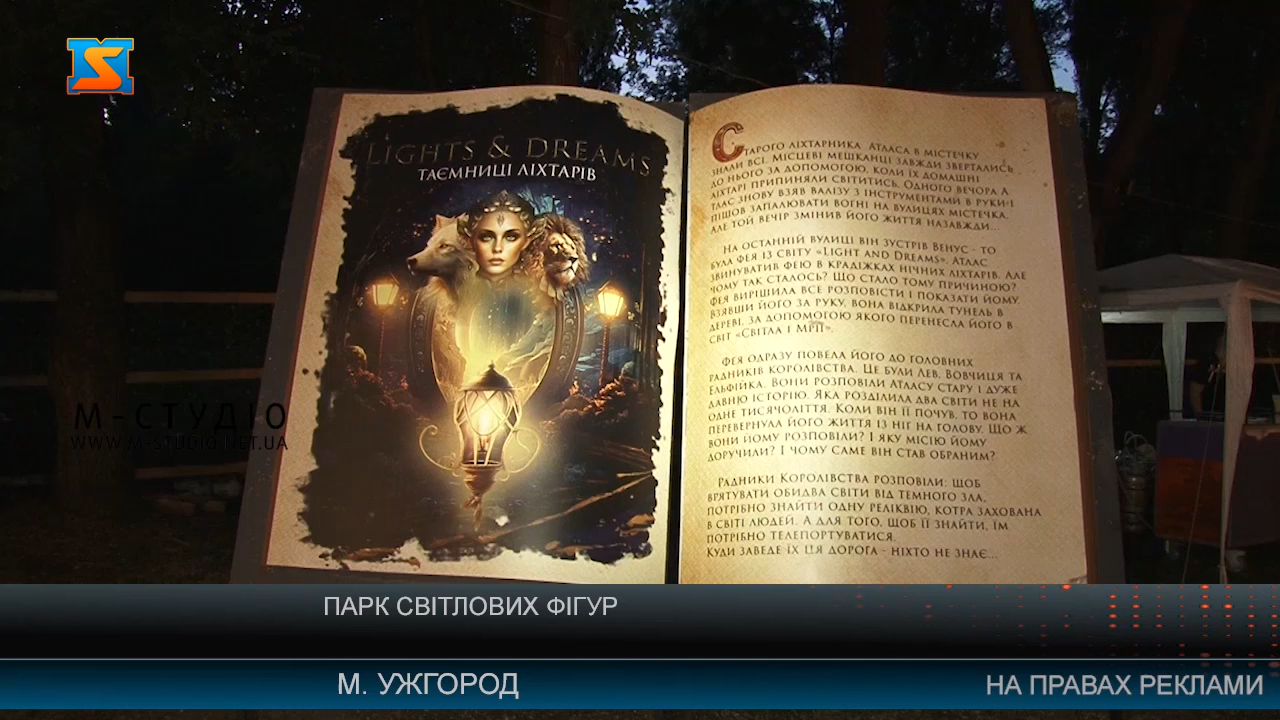 LIGHTS & DREAMS
ТАЄМНИЦІ ЛІХТАРІВ
СТАРОГО ЛІХТАРНИКА АТЛАСА В МІСТЕЧКУ
ЗНАЛИ ВСІ. МІСЦЕВІ МЕШКАНЦІ ЗАВЖДИ ЗВЕРТАЛИСЬ
ДО НЬОГО ЗА ДОПОМОГОЮ, КОЛИ ЇХ ДОМАШНІ
ЛІХТАРІ ПРИПИНЯЛИ СВІТИТИСЬ. ОДНОГО ВЕЧОРА А
ТЛАС ЗНОВУ ВЗЯВ ВАЛІЗУ З ІНСТРУМЕНТАМИ В РУКИ І
ПІШОВ ЗАПАЛЮВАТИ ВОГНІ НА ВУЛИЦЯХ МІСТЕЧКА.
АЛЕ ТОЙ ВЕЧІР ЗМІНИВ ЙОГО ЖИТТЯ НАЗАВЖДИ...
НА ОСТАННІЙ ВУЛИЦІ ВІН ЗУСТРІВ ВЕНУС - ТО
БУЛА ФЕЯ ІЗ СВІТУ «LIGHT AND DREAMS». АТЛАС
ЗВИНУВАТИВ ФЕЮ В КРАДІЖКАХ НІЧНИХ ЛІХТАРІВ. АЛЕ
ЧОМУ ТАК СТАЛОСЬ? ЩО СТАЛО ТОМУ ПРИЧИНОЮ?
ФЕЯ ВИРІШИЛА ВСЕ РОЗПОВІСТИ І ПОКАЗАТИ ЙОМУ.
ВЗЯВШИ ЙОГО ЗА РУКУ, ВОНА ВІДКРИЛА ТУНЕЛЬ В
ДЕРЕВІ, ЗА ДОПОМОГОЮ ЯКОГО ПЕРЕНЕСЛА ЙОГО В
СВІТ «СВІТЛА І МРІЇ».
ФЕЯ ОДРАЗУ ПОВЕЛА ЙОГО ДО ГОЛОВНИХ
РАДНИКІВ КОРОЛІВСТВА. ЦЕ БУЛИ ЛЕВ, ВОВЧИЦЯ ТА
ЕЛЬФІЙКА. ВОНИ РОЗПОВІЛИ АТЛАСУ СТАРУ І ДУЖЕ
ДАВНЮ ІСТОРІЮ. ЯКА РОЗДІЛИЛА ДВА СВІТИ НЕ НА
ОДНЕ ТИСЯЧОЛІТТЯ. КОЛИ ВІН ЇЇ ПОЧУВ, ТО ВОНА
ПЕРЕВЕРНУЛА ЙОГО ЖИТТЯ ІЗ НІГ НА ГОЛОВУ. ЩО Ж
ВОНИ ЙОМУ РОЗПОВІЛИ? І ЯКУ МІСІЮ ЙОМУ
ДОРУЧИЛИ? І ЧОМУ САМЕ ВІН СТАВ ОБРАНИМ?
РАДНИКИ КОРОЛІВСТВА РОЗПОВІЛИ: ЩОБ
ВРЯТУВАТИ ОБИДВА СВІТИ ВІД ТЕМНОГО ЗЛА,
ПОТРІБНО ЗНАЙТИ ОДНУ РЕЛІКВІЮ, КОТРА ЗАХОВАНА
В СВІТІ ЛЮДЕЙ. А ДЛЯ ТОГО, ЩОБ ЇЇ ЗНАЙТИ, ЇМ
ПОТРІБНО ТЕЛЕПОРТУВАТИСЯ.
КУДИ ЗАВЕДЕ ЇХ ЦЯ ДОРОГА - НІХТО НЕ ЗНАЄ...
М-СТУДІО
WWW.M-STUDIO.NET.UA
ПАРК СВІТЛОВИХ ФІГУР
М. УЖГОРОД
НА ПРАВАХ РЕКЛАМИ